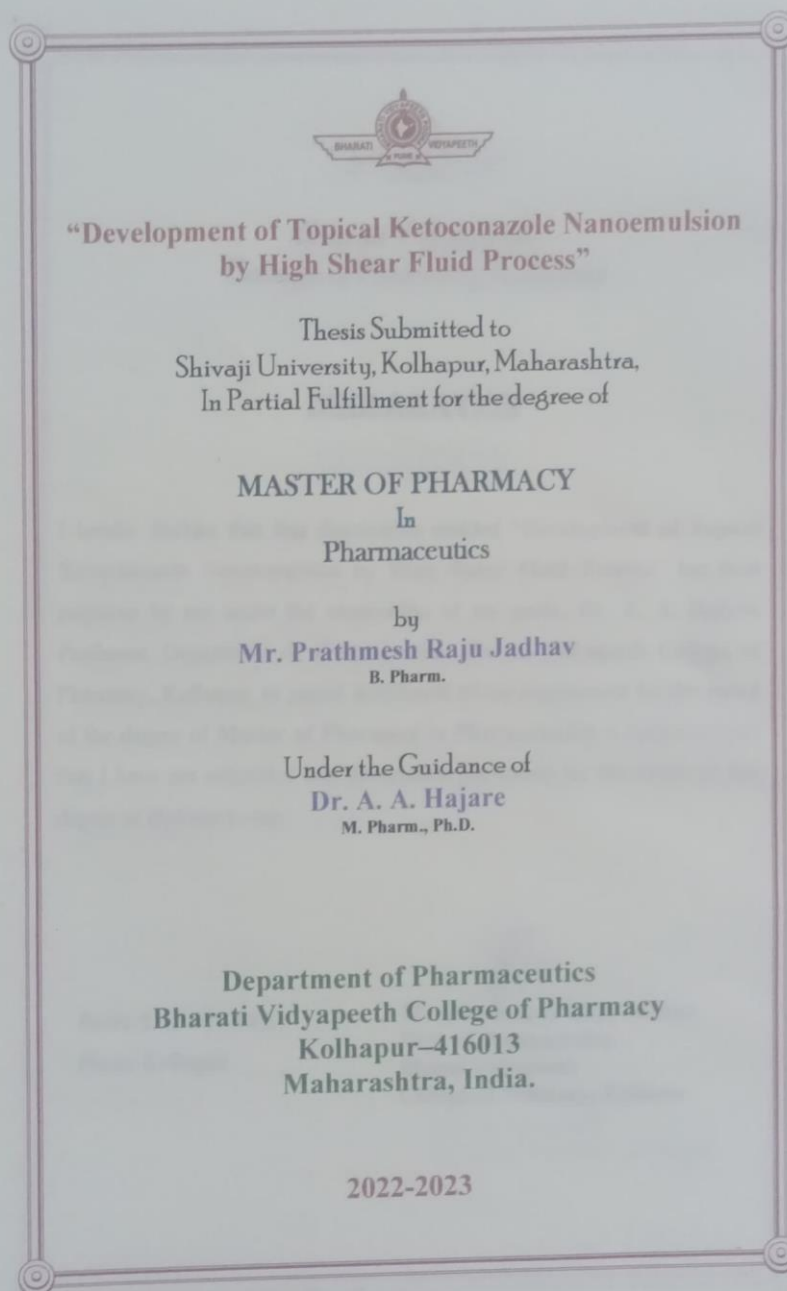 BHARATI VIDYAPEETH
“Development of Topical Ketoconazole Nanoemulsion
by High Shear Fluid Process”
Thesis Submitted to
Shivaji University, Kolhapur, Maharashtra,
In Partial Fulfillment for the degree of
MASTER OF PHARMACY
In
Pharmaceutics
by
Mr. Prathmesh Raju Jadhav
B. Pharm.
Under the Guidance of
Dr. A. A. Hajare
M. Pharm., Ph.D.
Department of Pharmaceutics
Bharati Vidyapeeth College of Pharmacy
Kolhapur–416013
Maharashtra, India.
2022-2023